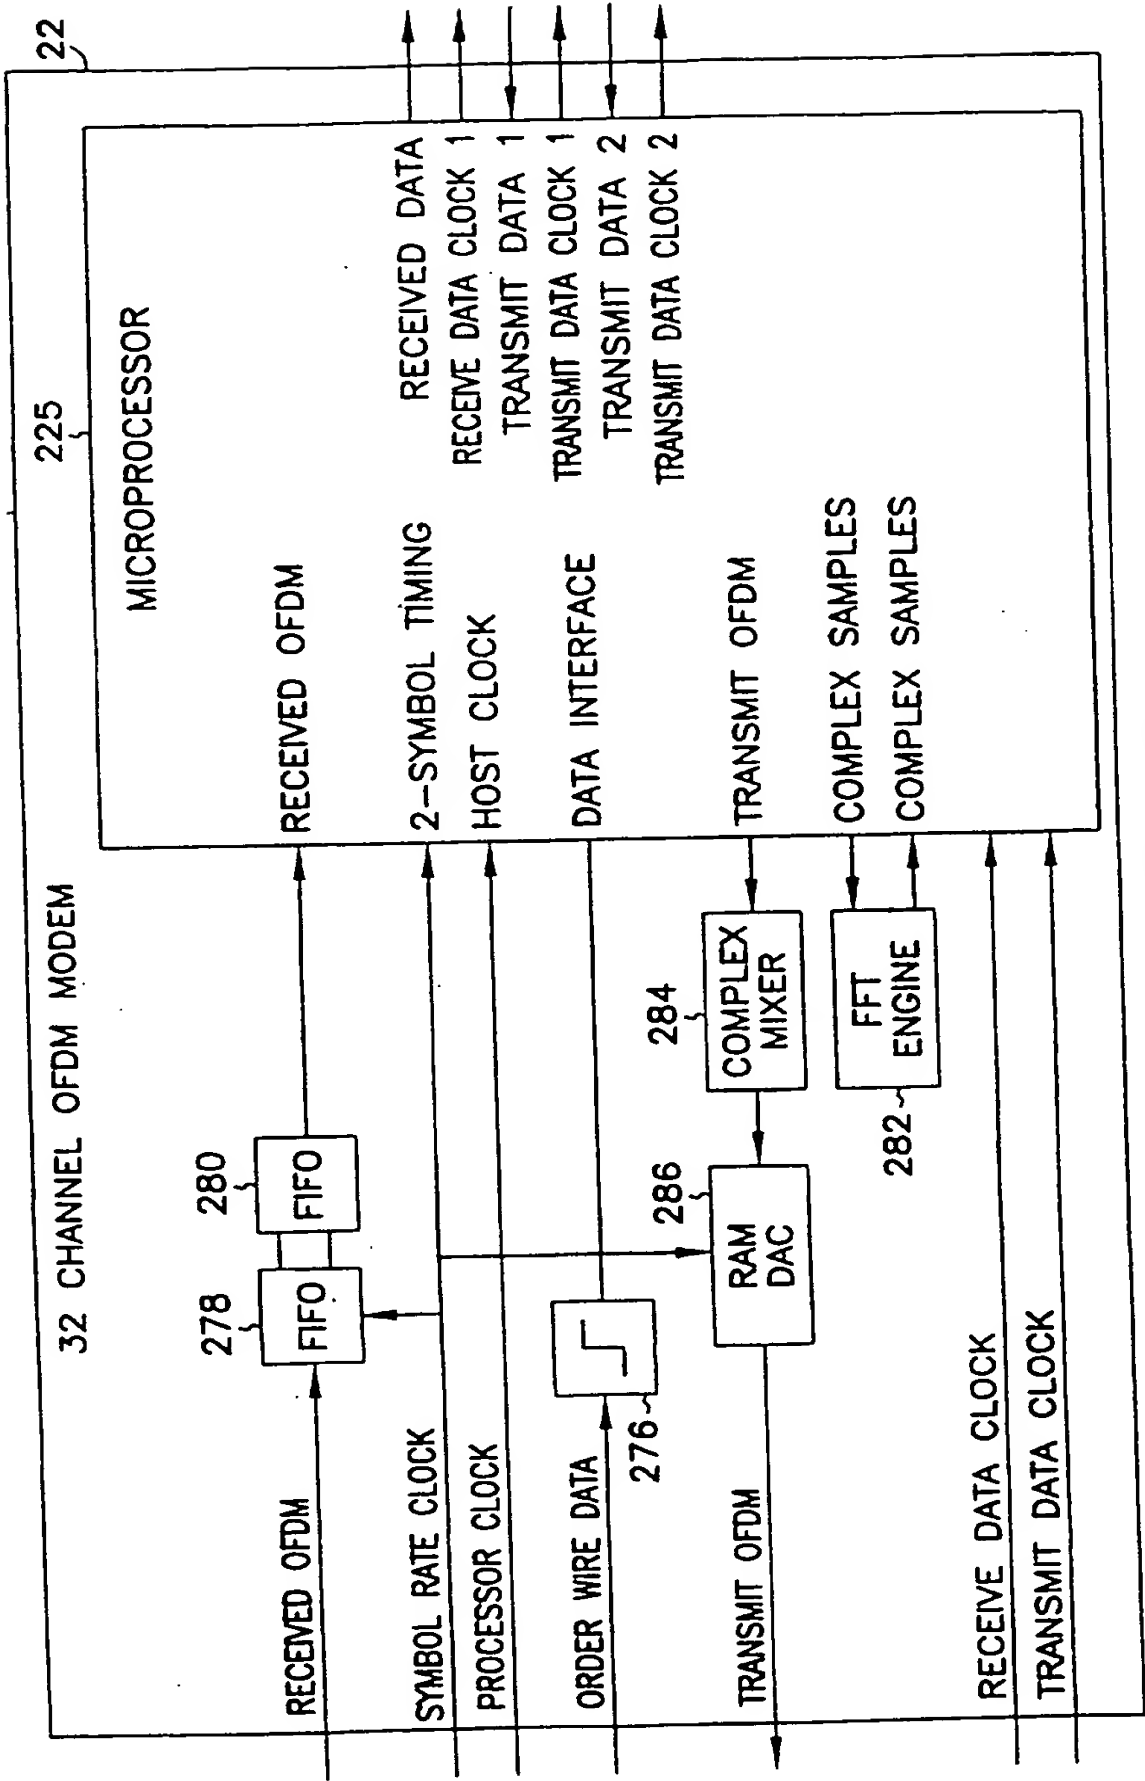 32 CHANNEL OFDM MODEM
22
225
MICROPROCESSOR
RECEIVED OFDM
278
FIFO
280
FIFO
RECEIVED OFDM
SYMBOL RATE CLOCK
2-SYMBOL TIMING
PROCESSOR CLOCK
HOST CLOCK
ORDER WIRE DATA
276
DATA INTERFACE
TRANSMIT OFDM
286
RAM
DAC
284
COMPLEX
MIXER
TRANSMIT OFDM
282
FFT
ENGINE
COMPLEX SAMPLES
COMPLEX SAMPLES
RECEIVE DATA CLOCK
TRANSMIT DATA CLOCK
RECEIVED DATA
RECEIVE DATA CLOCK 1
TRANSMIT DATA 1
TRANSMIT DATA CLOCK 1
TRANSMIT DATA 2
TRANSMIT DATA CLOCK 2